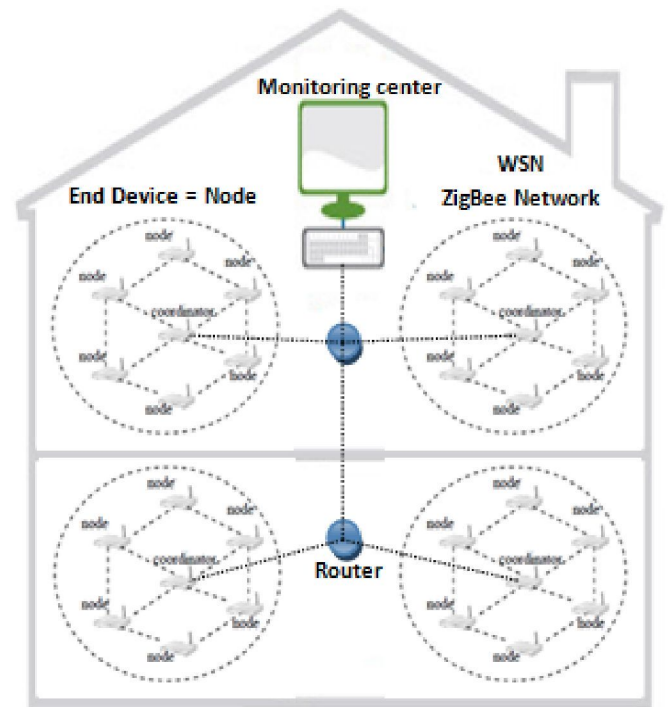 Monitoring center
WSN
End Device = Node
ZigBee Network
node
node
node
coordinator
node
node
node
node
node
node
coordinator
node
node
node
Router
node
node
node
coordinator
node
node
node
node
node
node
coordinator
node
node
node